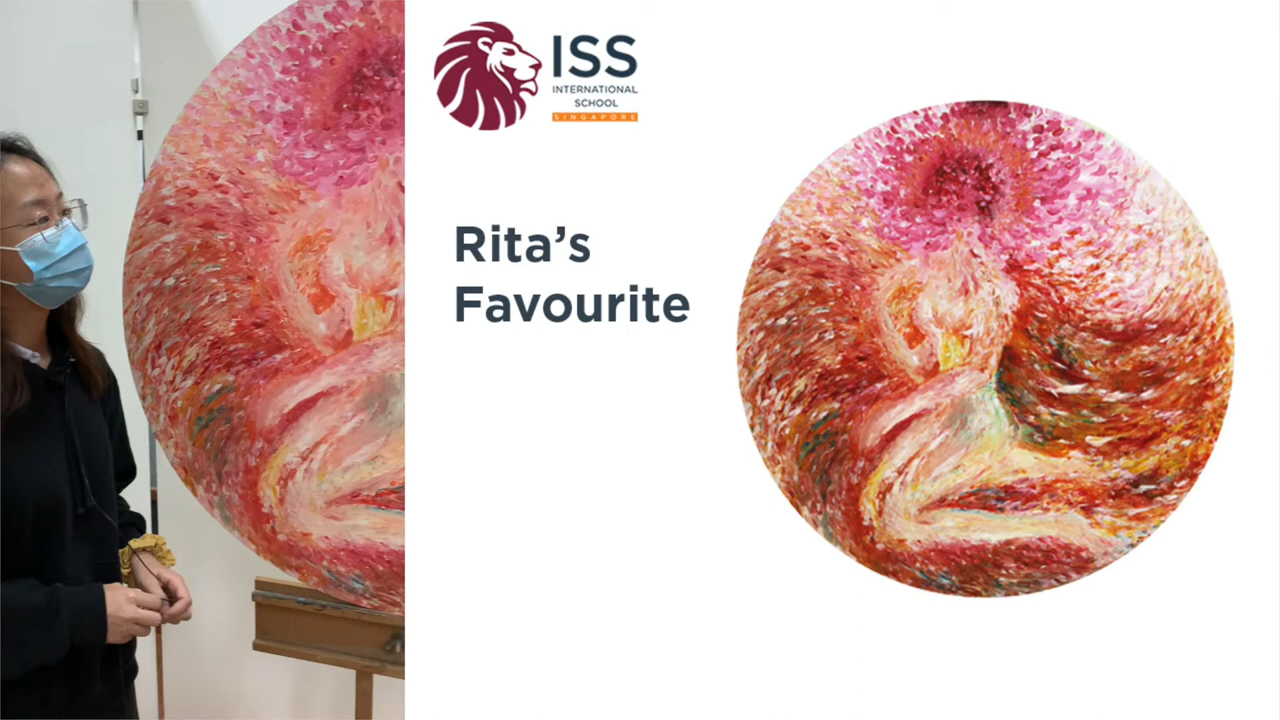 ISS
INTERNATIONAL
SCHOOL
SINGAPORE
Rita's
Favourite